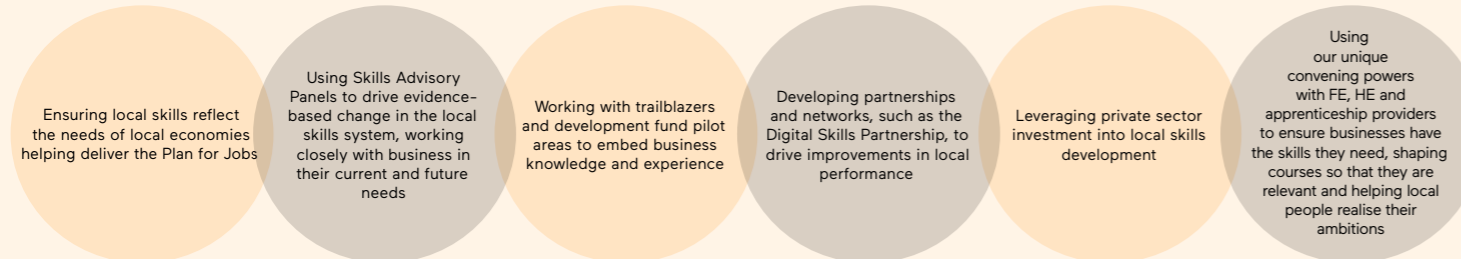 Ensuring local skills reflect
the needs of local economies
helping deliver the Plan for Jobs
Using Skills Advisory
Panels to drive evidence-
based change in the local
skills system, working
closely with business in
their current and future
needs
Working with trailblazers
and development fund pilot
areas to embed business
knowledge and experience
Developing partnerships
and networks, such as the
Digital Skills Partnership, to
drive improvements in local
performance
Leveraging private sector
investment into local skills
development
Using
our unique
convening powers
with FE, HE and
apprenticeship providers
to ensure businesses have
the skills they need, shaping
courses so that they are
relevant and helping local
people realise their
ambitions